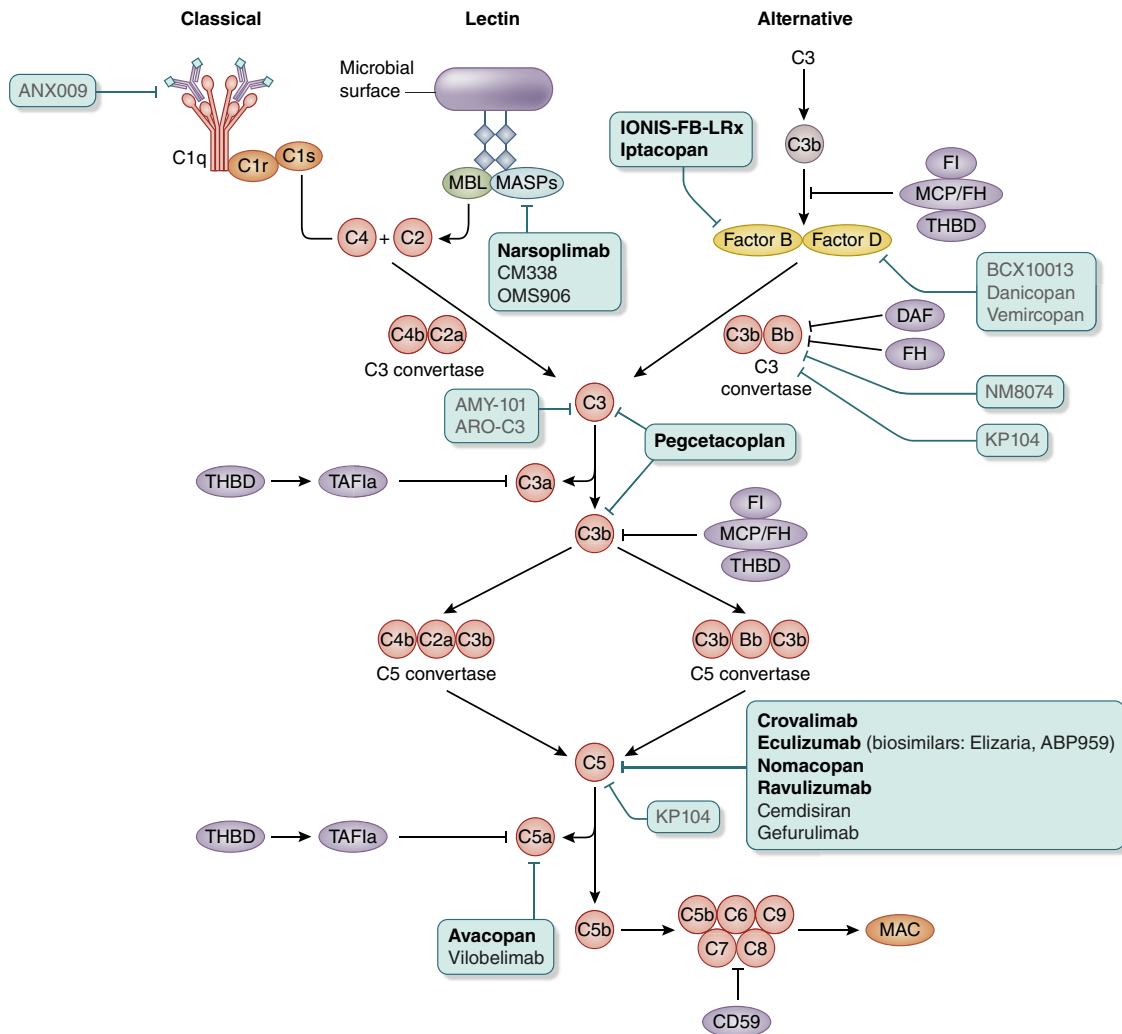 Classical
Lectin
Alternative
ANX009
C1q
C1r
C1s
Microbial
surface
MBL
MASPs
C3
C3b
IONIS-FB-LRx
Iptacopan
FI
MCP/FH
THBD
Factor B
Factor D
C4 + C2
Narsoplimab
CM338
OMS906
BCX10013
Danicopan
Vemircopan
C4b C2a
C3 convertase
C3b Bb
C3
convertase
DAF
FH
NM8074
KP104
AMY-101
ARO-C3
C3
Pegcetacoplan
THBD
TAFIa
C3a
C3b
FI
MCP/FH
THBD
C4b C2a C3b
C5 convertase
C3b Bb C3b
C5 convertase
C5
Crovalimab
Eculizumab (biosimilars: Elizaria, ABP959)
Nomacopan
Ravulizumab
Cemdisiran
Gefurulimab
KP104
THBD
TAFIa
C5a
Avacopan
Vilobelimab
C5b
C5b C6 C9
C7 C8
MAC
CD59